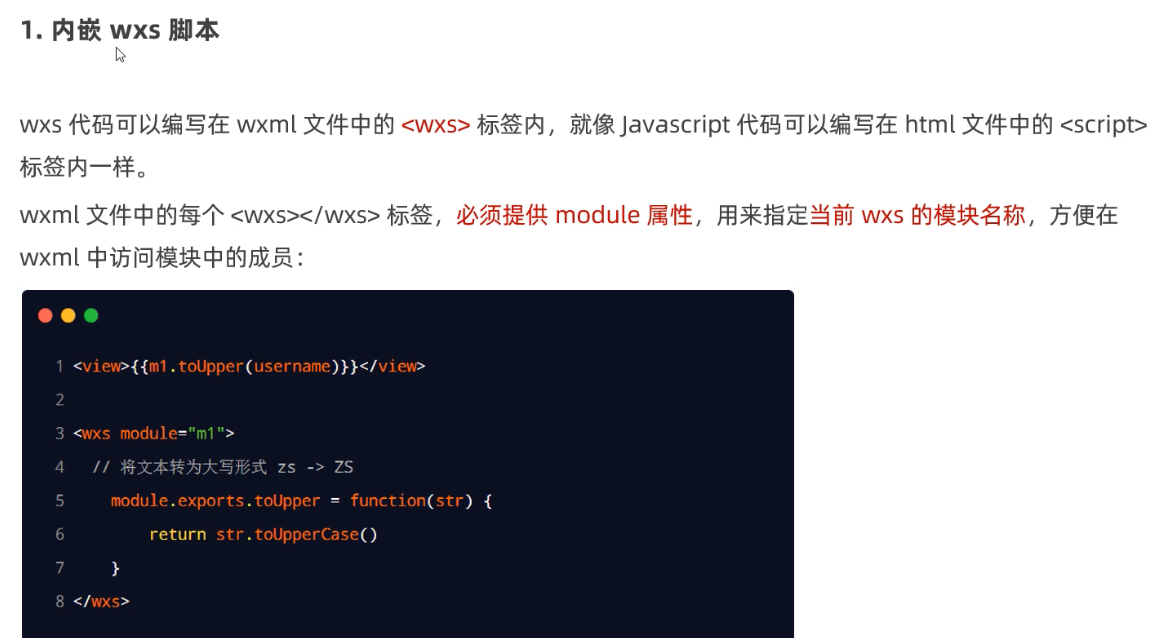 1. 内嵌 wxs 脚本
wxs 代码可以编写在 wxml 文件中的 <wxs> 标签内，就像 Javascript 代码可以编写在 html 文件中的 <script>
标签内一样。
wxml 文件中的每个 <wxs></wxs> 标签，必须提供 module 属性，用来指定当前 wxs 的模块名称，方便在
wxml 中访问模块中的成员：
1 <view>{{m1.toUpper(username)}}</view>
2
3 <wxs module="m1">
4 // 将文本转为大写形式 zs -> ZS
5 module.exports.toUpper = function(str) {
6 return str.toUpperCase()
7 }
8 </wxs>